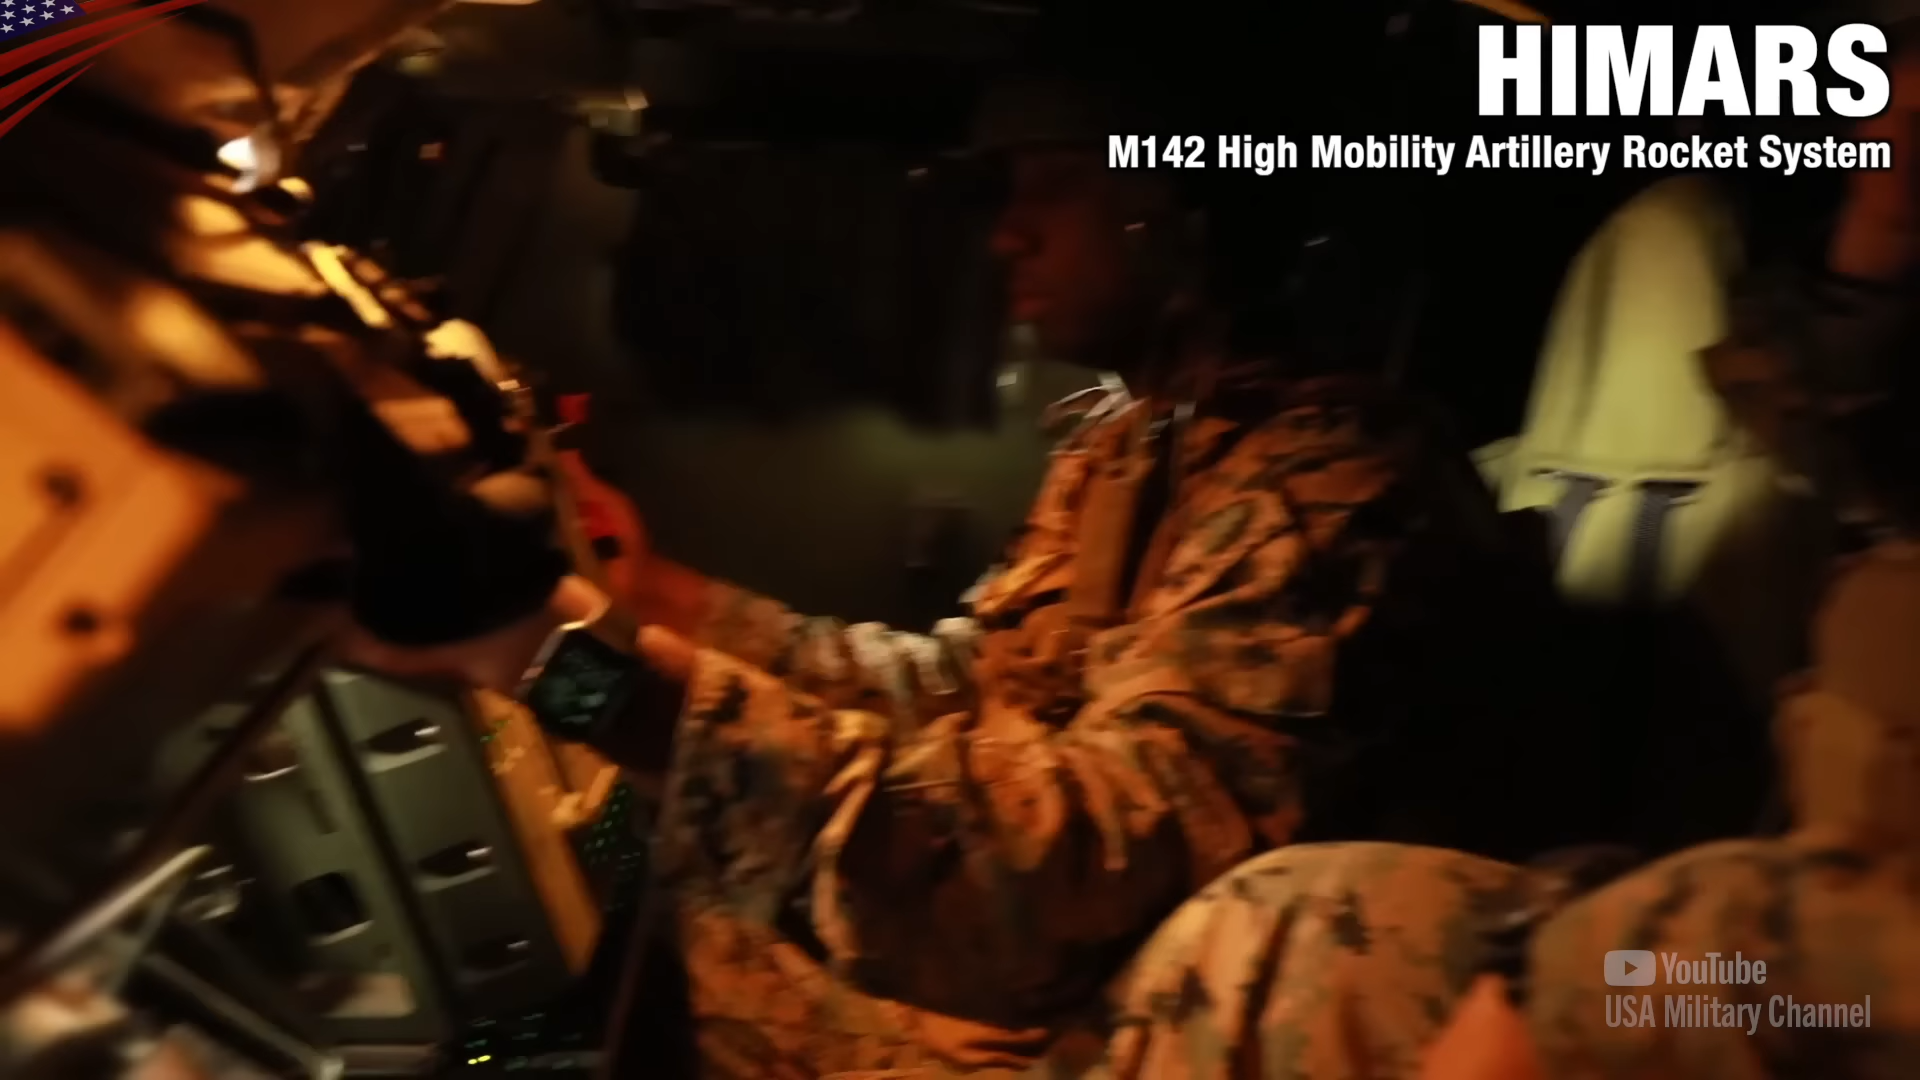 HIMARS
M142 High Mobility Artillery Rocket System
YouTube
USA Military Channel